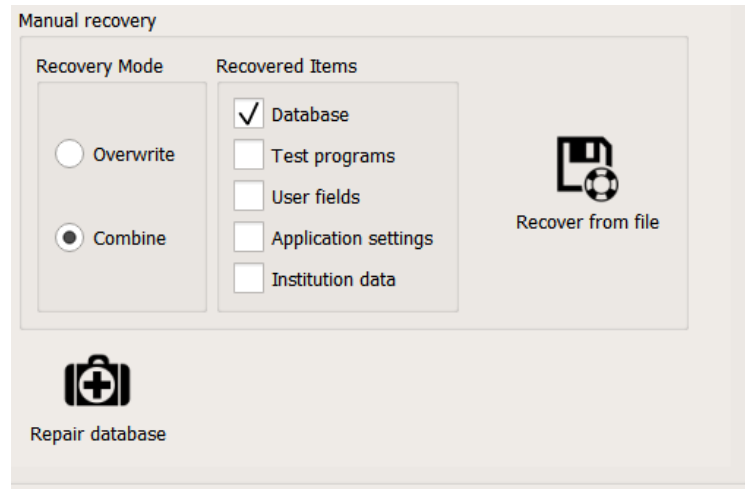 Manual recovery
Recovery Mode
Recovered Items
Overwrite
Combine
Database
Test programs
User fields
Application settings
Institution data
Recover from file
Repair database